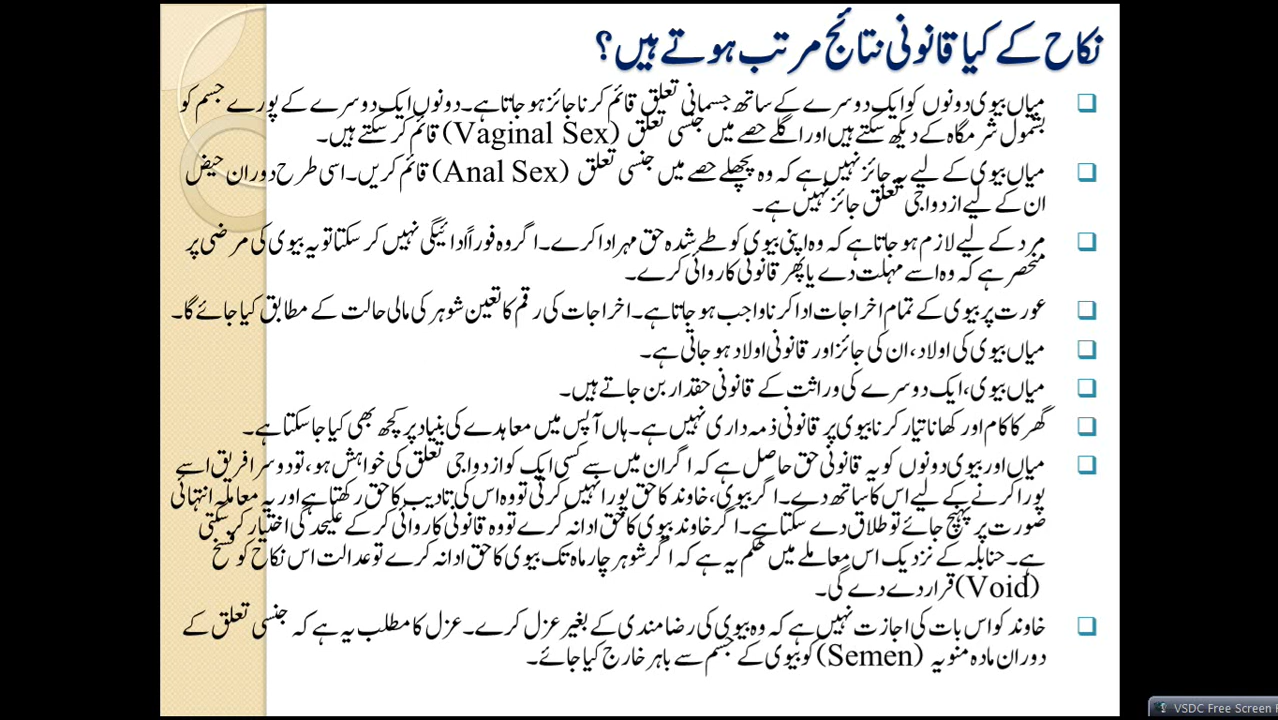 نکاح کے کیا قانونی نتائج مرتب ہوتے ہیں؟
میاں بیوی دونوں کو ایک دوسرے کے ساتھ جسمانی تعلق قائم کرنا جائز ہو جاتا ہے۔ دونوں ایک دوسرے کے پورے جسم کو
بشمول شرمگاہ کے دیکھ سکتے ہیں اور اگلے حصے میں جنسی تعلق (Vaginal Sex) قائم کر سکتے ہیں۔
میاں بیوی کے لیے یہ جائز نہیں ہے کہ وہ پچھلے حصے میں جنسی تعلق (Anal Sex) قائم کریں۔ اسی طرح دوران حیض
ان کے لیے ازدواجی تعلق جائز نہیں ہے۔
مرد کے لیے لازم ہو جاتا ہے کہ وہ اپنی بیوی کو طے شدہ حق مہر ادا کرے۔ اگر وہ فوراً ادائیگی نہیں کر سکتا تو یہ بیوی کی مرضی پر
منحصر ہے کہ وہ اسے مہلت دے یا پھر قانونی کاروائی کرے۔
عورت پر بیوی کے تمام اخراجات ادا کرنا واجب ہو جاتا ہے۔ اخراجات کی رقم کا تعین شوہر کی مالی حالت کے مطابق کیا جائے گا۔
میاں بیوی کی اولاد، ان کی جائز اور قانونی اولاد ہو جاتی ہے۔
میاں بیوی، ایک دوسرے کی وراثت کے قانونی حقدار بن جاتے ہیں۔
گھر کا کام اور کھانا تیار کرنا بیوی پر قانونی ذمہ داری نہیں ہے۔ ہاں آپس میں معاہدے کی بنیاد پر کچھ بھی کیا جا سکتا ہے۔
میاں اور بیوی دونوں کو یہ قانونی حق حاصل ہے کہ اگر ان میں سے کسی ایک کو ازدواجی تعلق کی خواہش ہو، تو دوسرا فریق اسے
پورا کرنے کے لیے اس کا ساتھ دے۔ اگر بیوی، خاوند کا حق پورا نہیں کرتی تو وہ اس کی تادیب کا حق رکھتا ہے اور یہ معاملہ انتہائی
صورت پر پہنچ جائے تو طلاق دے سکتا ہے۔ اگر خاوند بیوی کا حق ادا نہ کرے تو وہ قانونی کاروائی کر کے علیحدگی اختیار کر سکتی
ہے۔ حنابلہ کے نزدیک اس معاملے میں حکم یہ ہے کہ اگر شوہر چار ماہ تک بیوی کا حق ادا نہ کرے تو عدالت اس نکاح کو فسخ
(Void) قرار دے دے گی۔
خاوند کو اس بات کی اجازت نہیں ہے کہ وہ بیوی کی رضامندی کے بغیر عزل کرے۔ عزل کا مطلب یہ ہے کہ جنسی تعلق کے
دوران مادہ منویہ (Semen) کو بیوی کے جسم سے باہر خارج کیا جائے۔
VSDC Free Screen